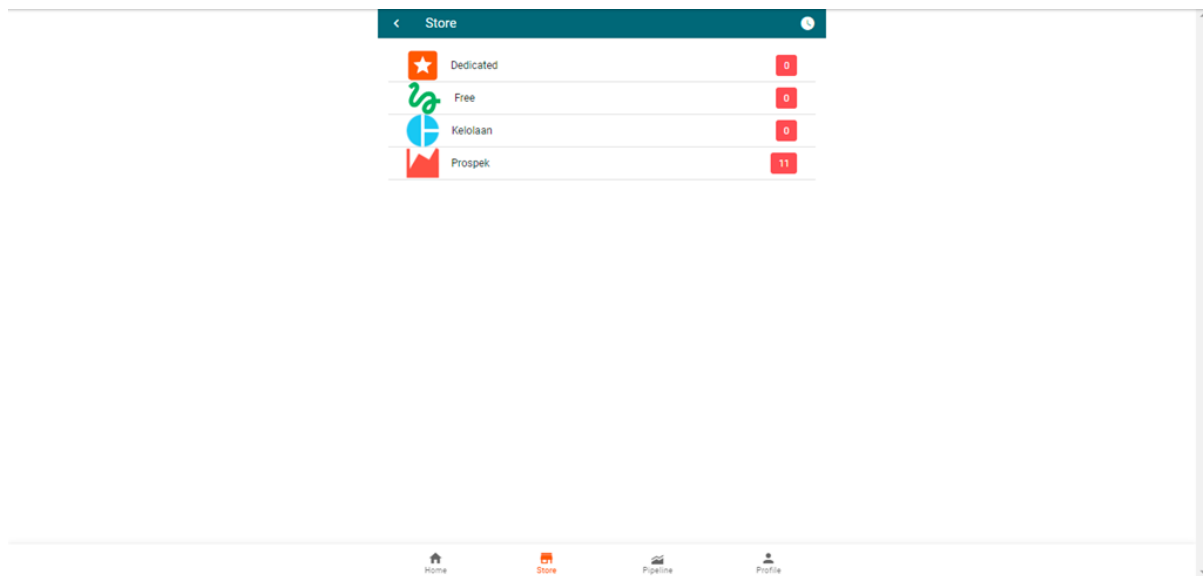 Store
Dedicated 0
Free 0
Kelolaan 0
Prospek 11
Home Store Pipeline Profile